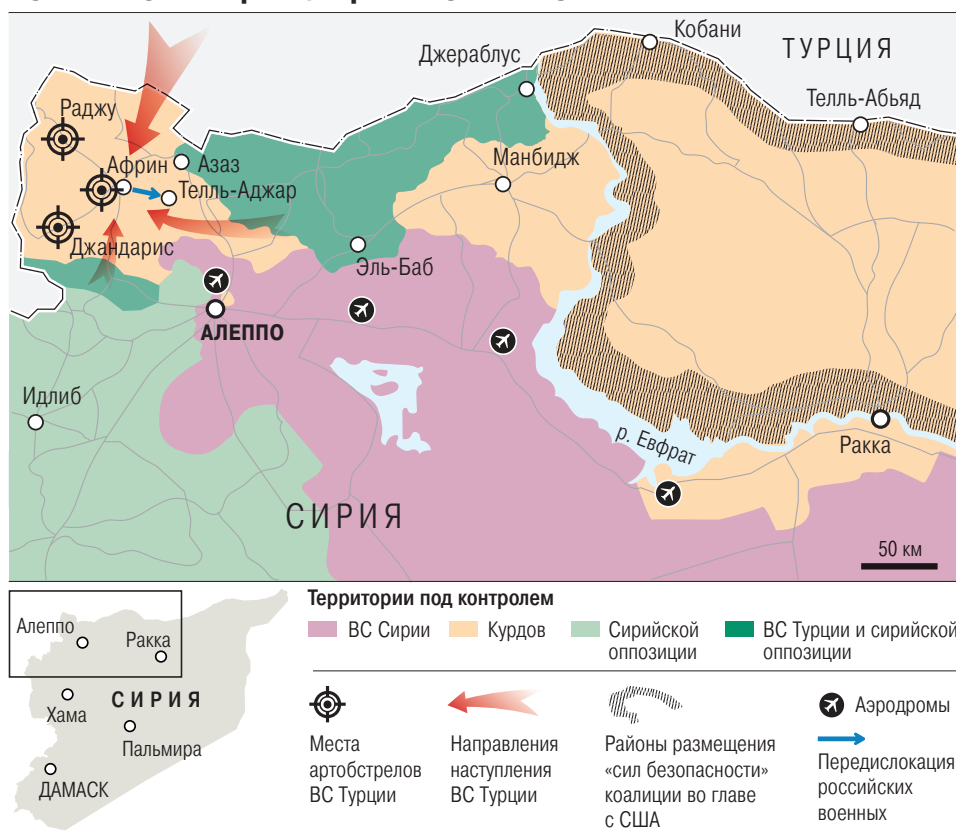 Кобани
ТУРЦИЯ
Джераблус
Телль-Абьяд
Раджу
Африн
Азаз
Манбидж
Телль-Аджар
Джандарис
Эль-Баб
АЛЕППО
Идлиб
р. Евфрат
Ракка
СИРИЯ
50 км
Территории под контролем
ВС Сирии
Курдов
Сирийской
оппозиции
ВС Турции и сирийской
оппозиции
Алеппо
Ракка
СИРИЯ
Хама
Пальмира
ДАМАСК
Места
артобстрелов
ВС Турции
Направления
наступления
ВС Турции
Районы размещения
«сил безопасности»
коалиции во главе
с США
Аэродромы
Передислокация
российских
военных